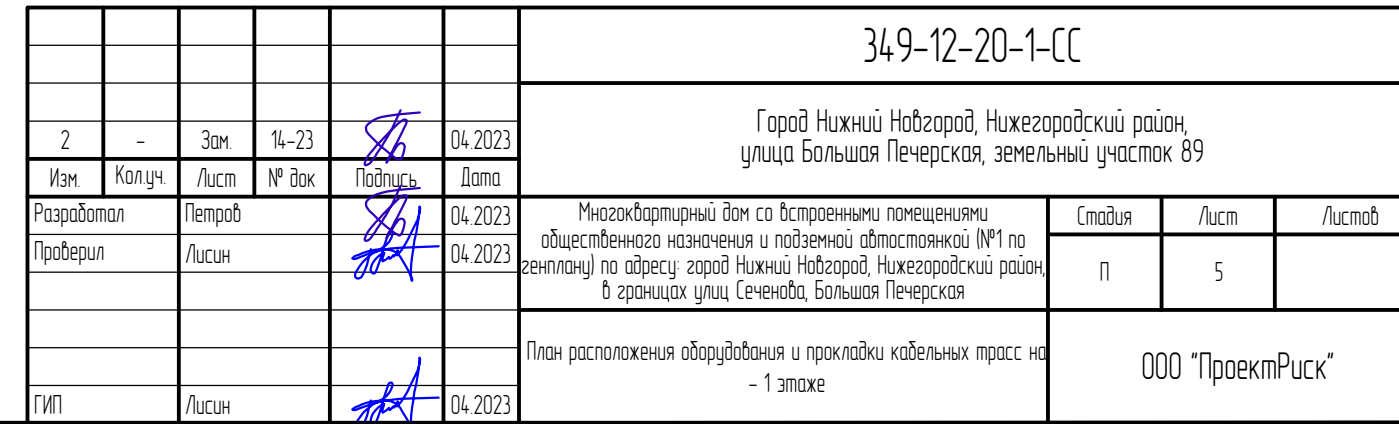 349-12-20-1-СС
Город Нижний Новгород, Нижегородский район,
улица Большая Печерская, земельный участок 89
2 - Зам. 14-23 04.2023
Изм. Кол.уч. Лист № док Подпись Дата
Разработал Петров 04.2023
Проверил Лисин 04.2023
ГИП Лисин 04.2023
Многоквартирный дом со встроенными помещениями
общественного назначения и подземной автостоянкой (№1 по
генплану) по адресу: город Нижний Новгород, Нижегородский район,
в границах улиц Сеченова, Большая Печерская
Стадия Лист Листов
П 5
План расположения оборудования и прокладки кабельных трасс на
- 1 этаже
ООО "ПроектРиск"